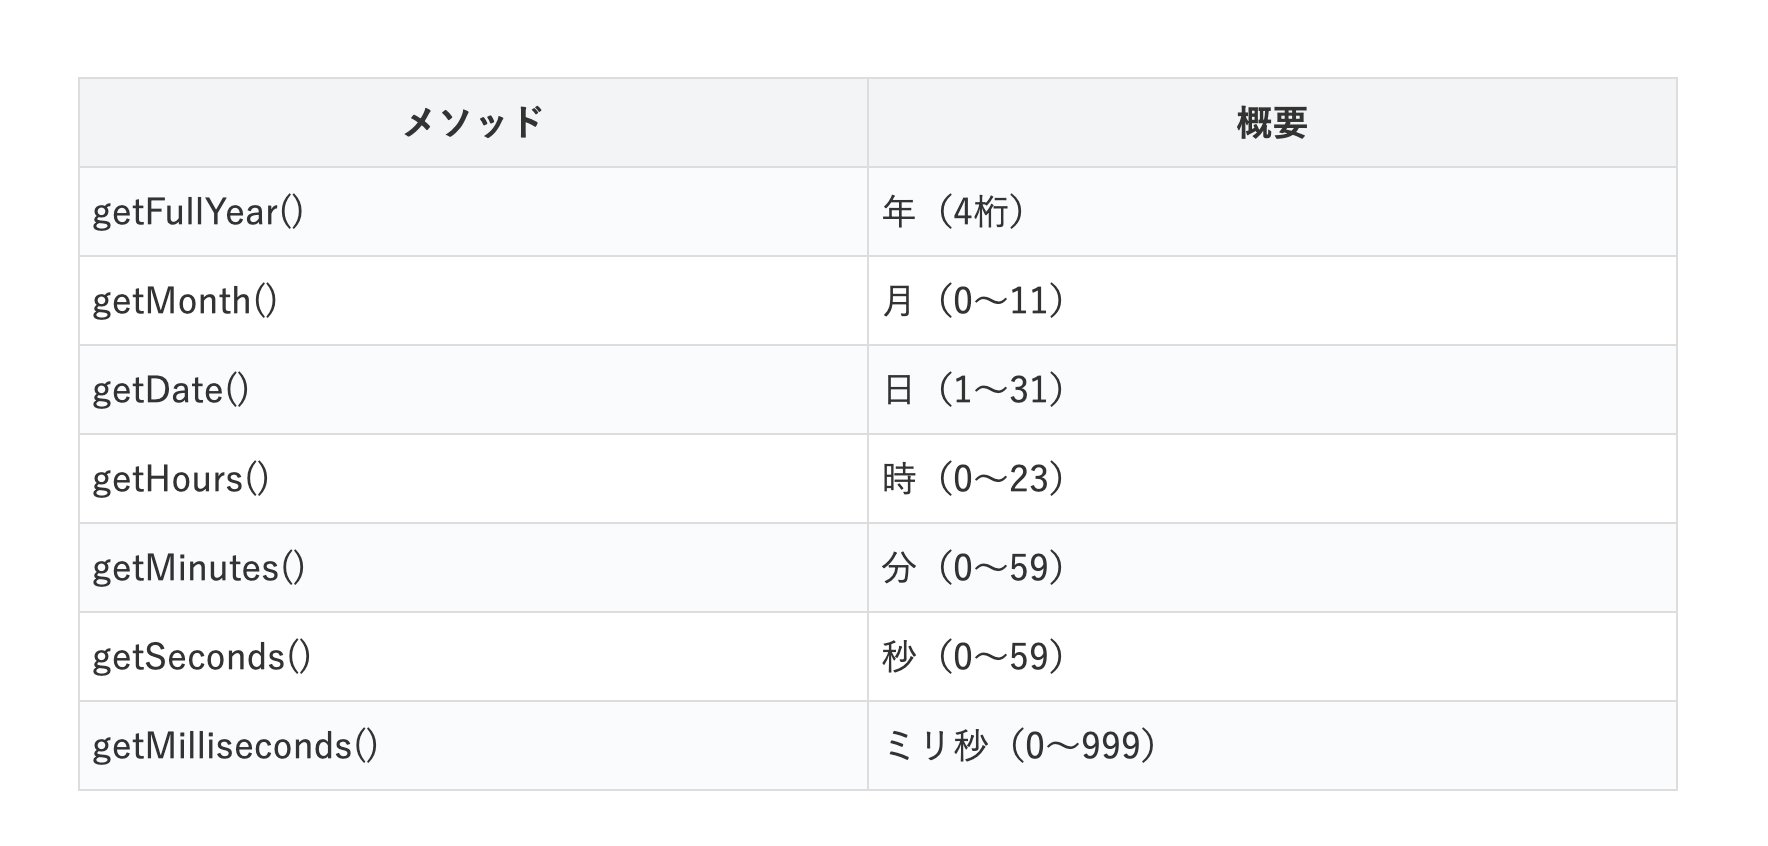 メソッド 概要
getFullYear() 年（4桁）
getMonth() 月（0〜11）
getDate() 日（1〜31）
getHours() 時（0〜23）
getMinutes() 分（0〜59）
getSeconds() 秒（0〜59）
getMilliseconds() ミリ秒（0〜999）